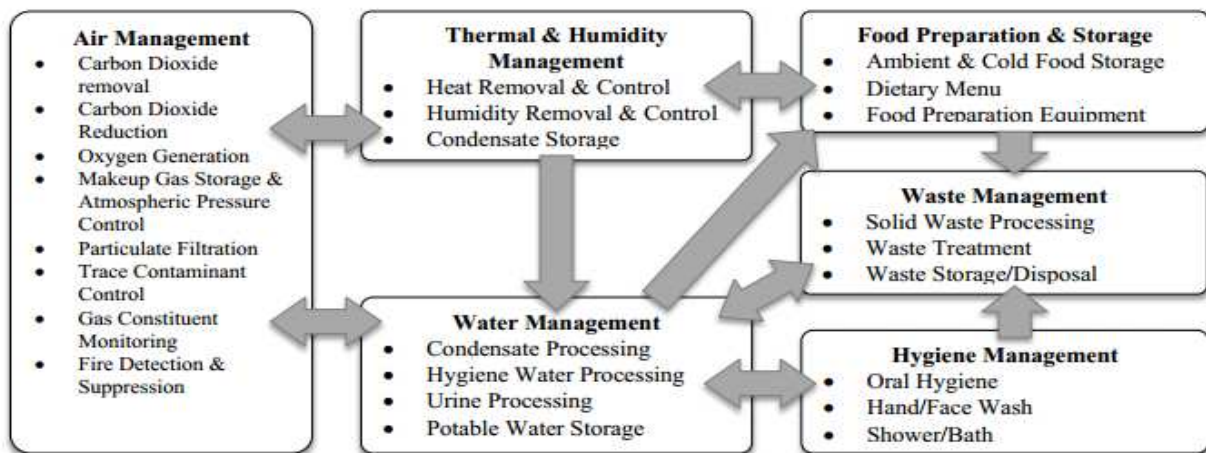 Air Management
• Carbon Dioxide
removal
• Carbon Dioxide
Reduction
• Oxygen Generation
• Makeup Gas Storage &
Atmospheric Pressure
Control
• Particulate Filtration
• Trace Contaminant
Control
• Gas Constituent
Monitoring
• Fire Detection &
Suppression
Thermal & Humidity
Management
• Heat Removal & Control
• Humidity Removal & Control
• Condensate Storage
Food Preparation & Storage
• Ambient & Cold Food Storage
• Dietary Menu
• Food Preparation Equipment
Waste Management
• Solid Waste Processing
• Waste Treatment
• Waste Storage/Disposal
Water Management
• Condensate Processing
• Hygiene Water Processing
• Urine Processing
• Potable Water Storage
Hygiene Management
• Oral Hygiene
• Hand/Face Wash
• Shower/Bath